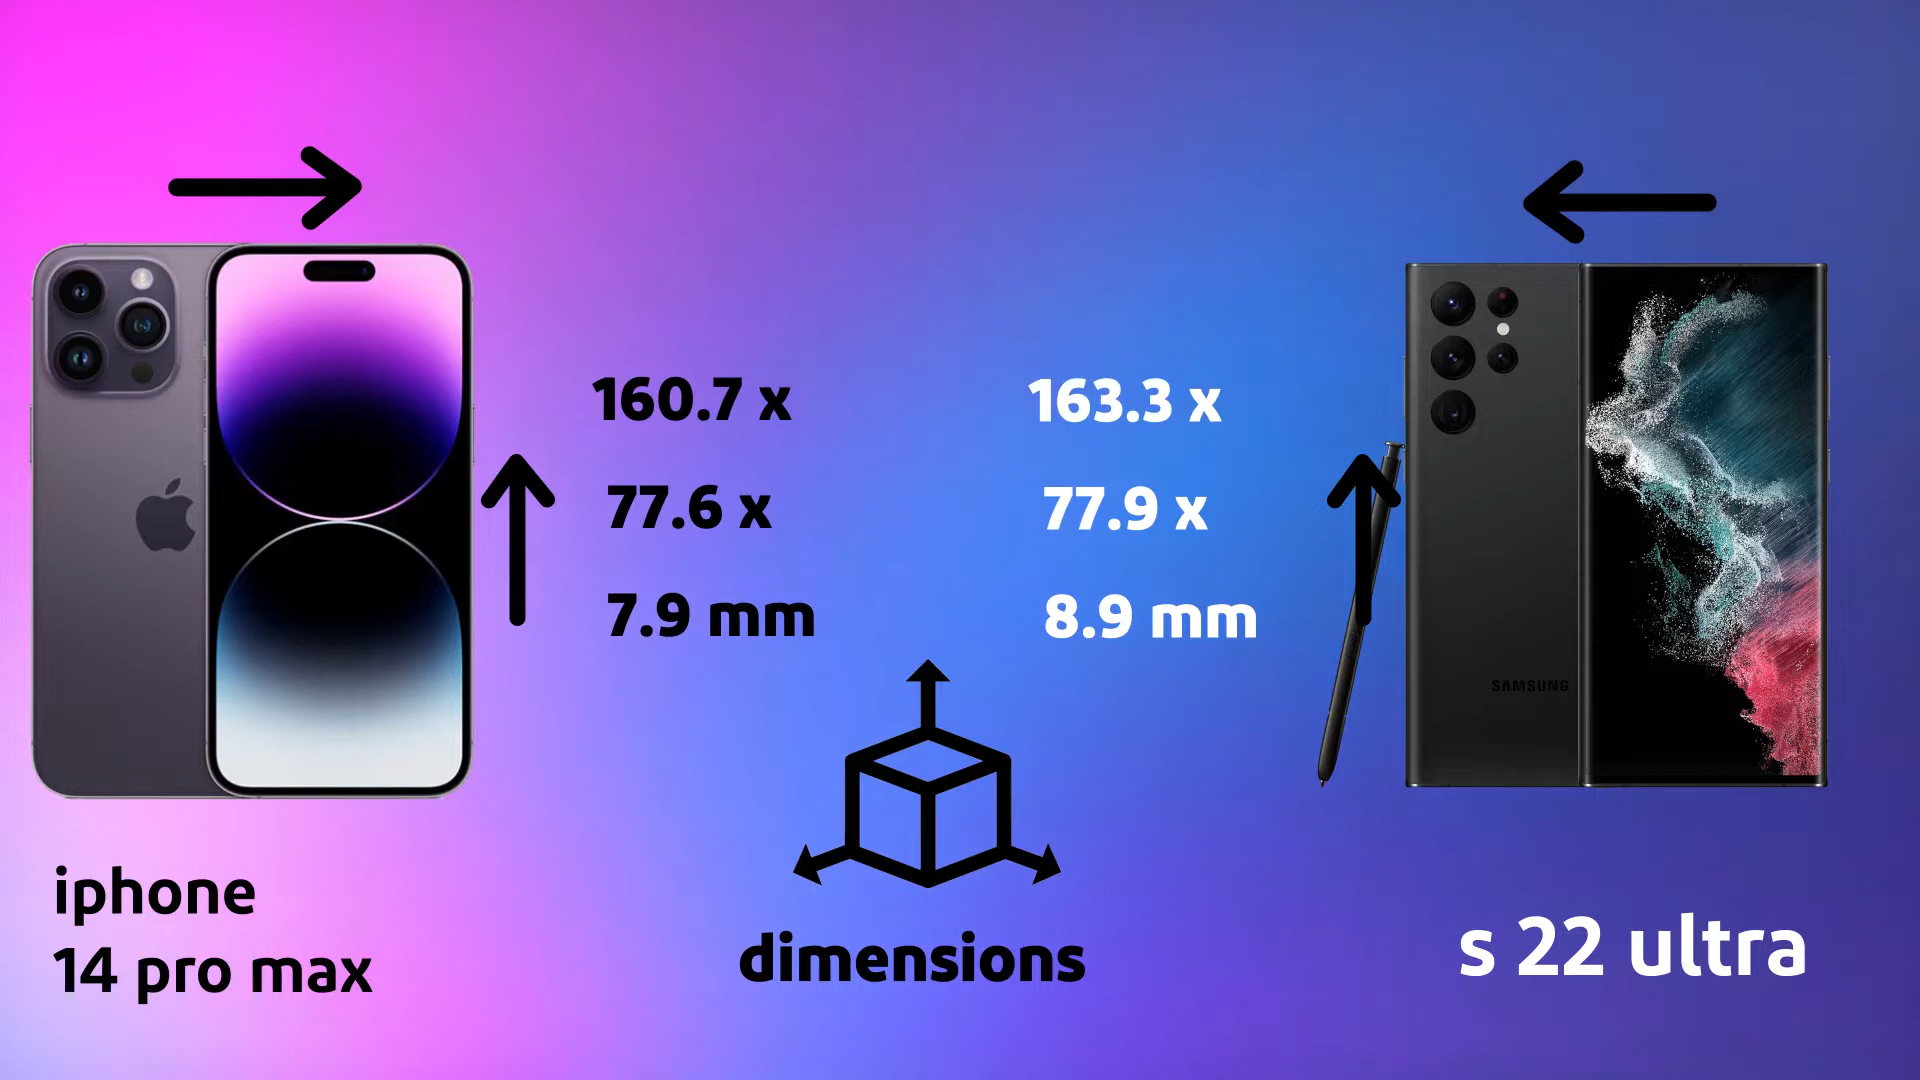 160.7 x
77.6 x
7.9 mm
163.3 x
77.9 x
8.9 mm
SAMSUNG
iphone
14 pro max
dimensions
s 22 ultra